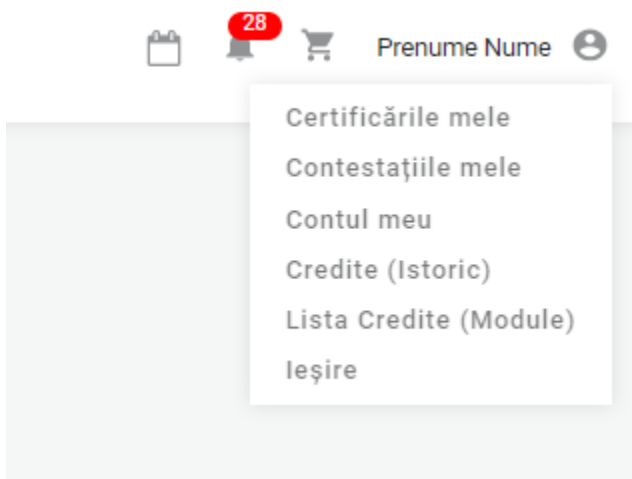 28
Prenume Nume
Certificările mele
Contestațiile mele
Contul meu
Credite (Istoric)
Lista Credite (Module)
Ieșire